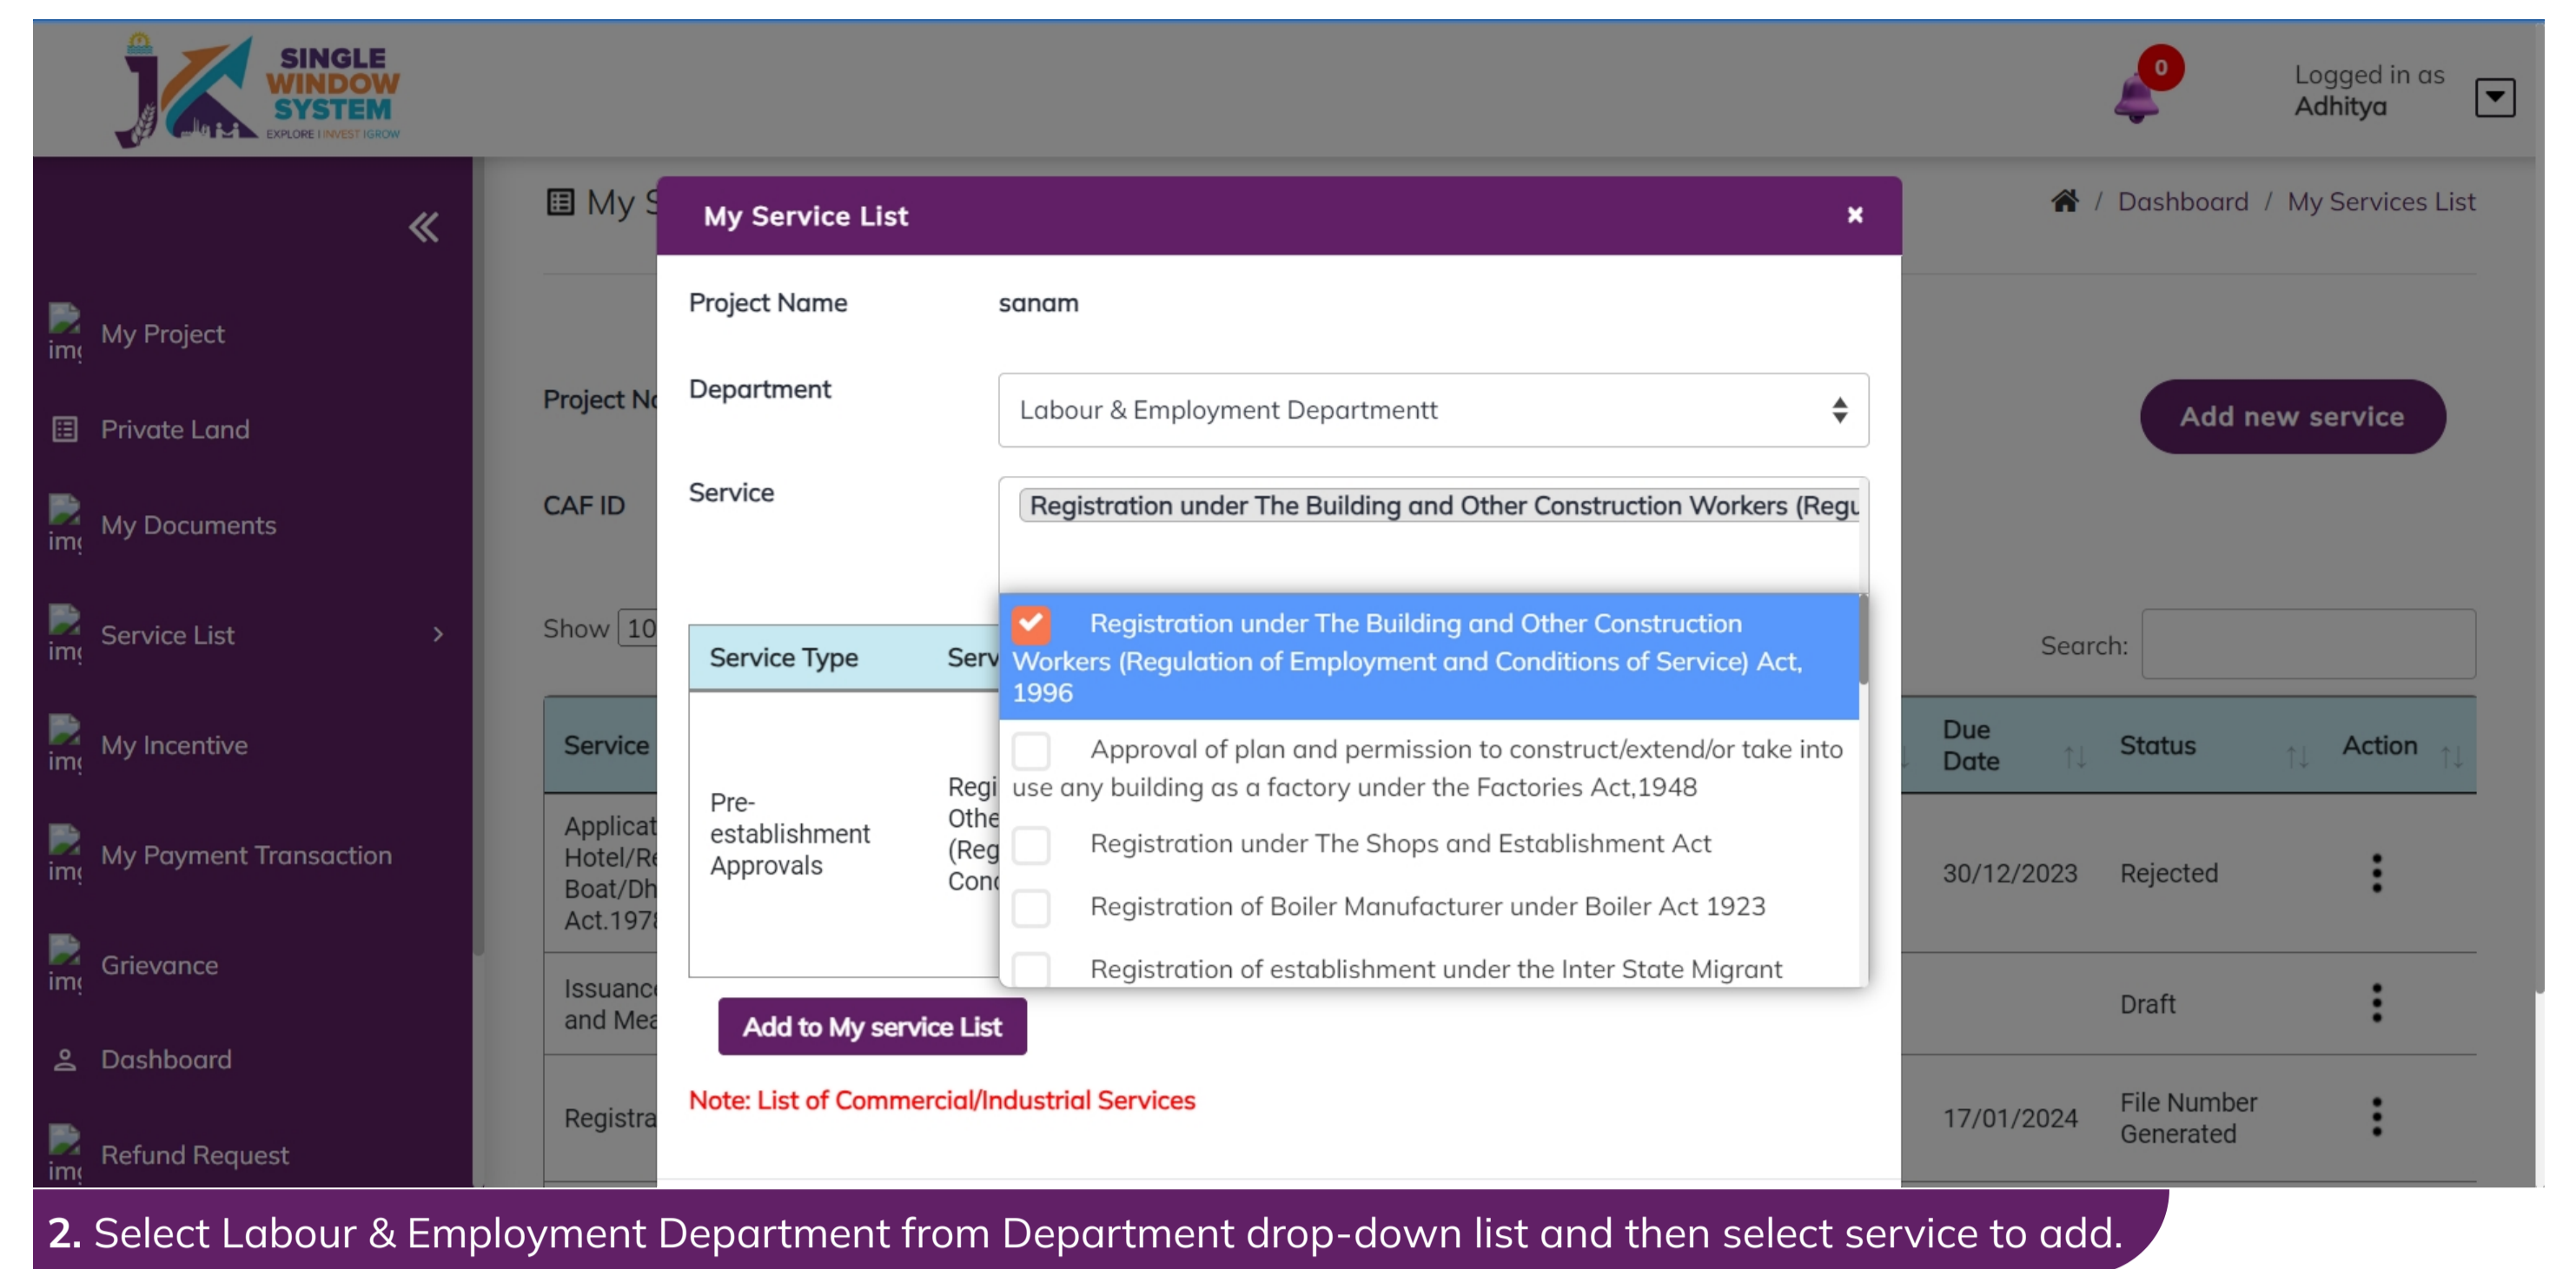 SINGLE
WINDOW
SYSTEM
EXPLORE I INVEST I GROW
0
Logged in as
Adhitya
My S
Dashboard / My Services List
My Project
Private Land
My Documents
Service List
My Incentive
My Payment Transaction
Grievance
Dashboard
Refund Request
Project Na
CAF ID
Show 10
Add new service
Search:
Service
Due
Date
Status
Action
Applicat
Hotel/Re
Boat/Dh
Act.1978
30/12/2023
Rejected
Issuance
and Mea
Draft
Registra
17/01/2024
File Number
Generated
My Service List
×
Project Name
sanam
Department
Labour & Employment Departmentt
Service
Registration under The Building and Other Construction Workers (Regu
Service Type
Serv
Pre-
establishment
Approvals
Regi
Othe
(Reg
Cond
Registration under The Building and Other Construction
Workers (Regulation of Employment and Conditions of Service) Act,
1996
Approval of plan and permission to construct/extend/or take into
use any building as a factory under the Factories Act,1948
Registration under The Shops and Establishment Act
Registration of Boiler Manufacturer under Boiler Act 1923
Registration of establishment under the Inter State Migrant
Add to My service List
Note: List of Commercial/Industrial Services
2. Select Labour & Employment Department from Department drop-down list and then select service to add.